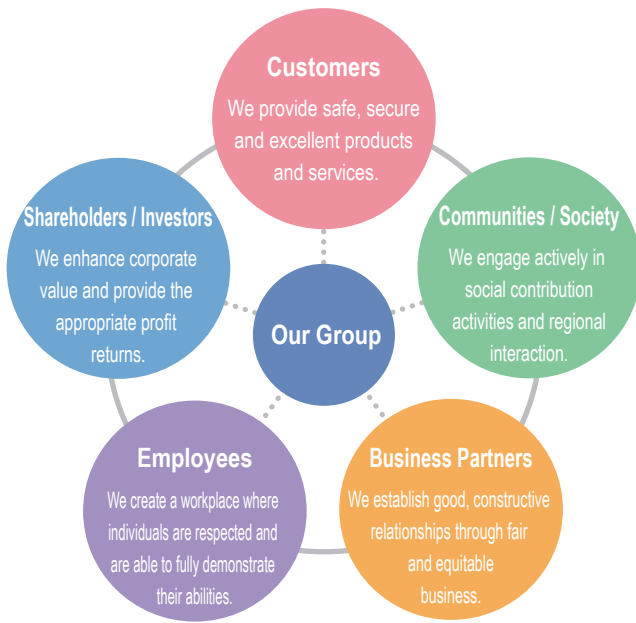 Customers
We provide safe, secure
and excellent products
and services.
Shareholders / Investors
We enhance corporate
value and provide the
appropriate profit
returns.
Communities / Society
We engage actively in
social contribution
activities and regional
interaction.
Our Group
Employees
We create a workplace where
individuals are respected and
are able to fully demonstrate
their abilities.
Business Partners
We establish good, constructive
relationships through fair
and equitable
business.